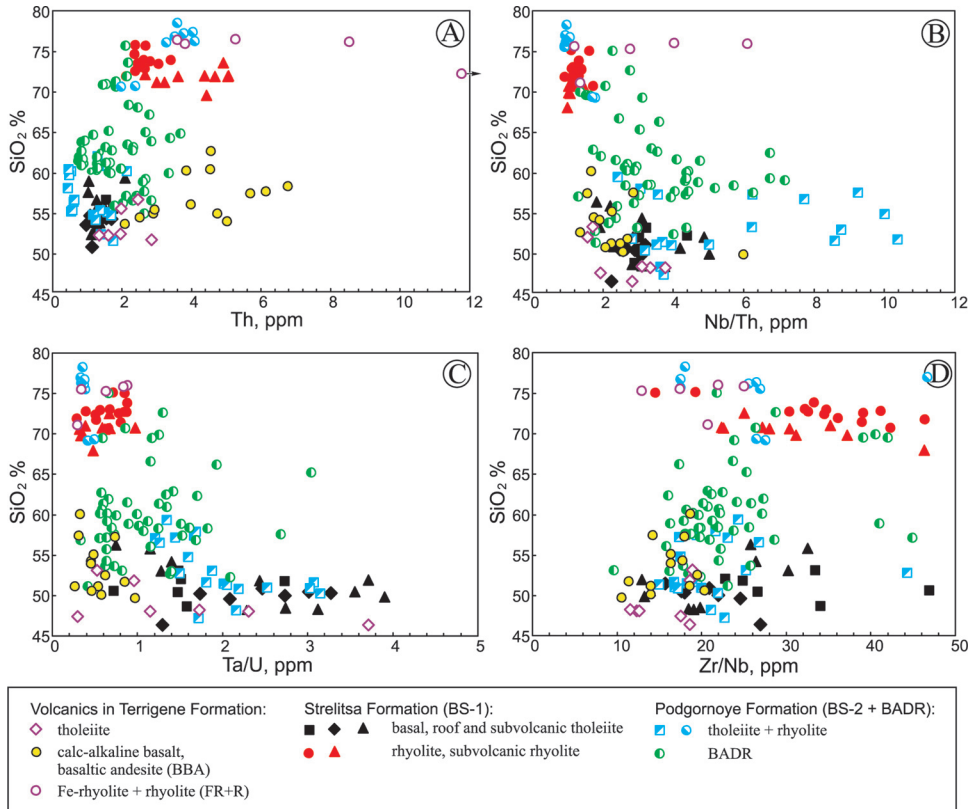 80
75
70
65
60
55
50
45
SiO2 %
0
2
4
6
8
10
12
Th, ppm
A
80
75
70
65
60
55
50
45
SiO2 %
0
2
4
6
8
10
12
Nb/Th, ppm
B
80
75
70
65
60
55
50
45
SiO2 %
0
1
2
3
4
5
Ta/U, ppm
C
80
75
70
65
60
55
50
45
SiO2 %
0
10
20
30
40
50
Zr/Nb, ppm
D
Volcanics in Terrigene Formation:
tholeiite
calc-alkaline basalt,
basaltic andesite (BBA)
Fe-rhyolite + rhyolite (FR+R)
Strelitsa Formation (BS-1):
basal, roof and subvolcanic tholeiite
rhyolite, subvolcanic rhyolite
Podgornoye Formation (BS-2 + BADR):
tholeiite + rhyolite
BADR